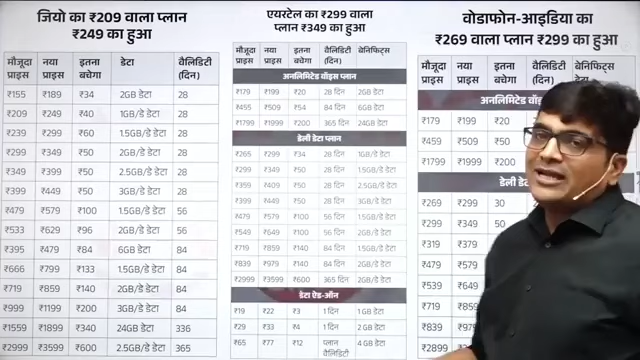 जियो का ₹209 वाला प्लान
₹249 का हुआ
मौजूदा प्राइस नया प्राइस इतना बचेगा डेटा वैलिडिटी (दिन)
₹155 ₹189 ₹34 2GB डेटा 28
₹209 ₹249 ₹40 1GB/डे डेटा 28
₹239 ₹299 ₹60 1.5GB/डे डेटा 28
₹299 ₹349 ₹50 2GB/डे डेटा 28
₹349 ₹399 ₹50 2.5GB/डे डेटा 28
₹399 ₹449 ₹50 3GB/डे डेटा 28
₹479 ₹579 ₹100 1.5GB/डे डेटा 56
₹533 ₹629 ₹96 2GB/डे डेटा 56
₹395 ₹479 ₹84 6GB डेटा 84
₹666 ₹799 ₹133 1.5GB/डे डेटा 84
₹719 ₹859 ₹140 2GB/डे डेटा 84
₹999 ₹1199 ₹200 3GB/डे डेटा 84
₹1559 ₹1899 ₹340 24GB डेटा 336
₹2999 ₹3599 ₹600 2.5GB/डे डेटा 365
एयरटेल का ₹299 वाला
प्लान ₹349 का हुआ
मौजूदा प्राइस नया प्राइस इतना बचेगा वैलिडिटी (दिन) बेनिफिट्स
अनलिमिटेड वॉइस प्लान
₹179 ₹199 ₹20 28 दिन 2GB डेटा
₹455 ₹509 ₹54 84 दिन 6GB डेटा
₹1799 ₹1999 ₹200 365 दिन 24GB डेटा
डेली डेटा प्लान
₹265 ₹299 ₹34 28 दिन 1GB/डे डेटा
₹299 ₹349 ₹50 28 दिन 1.5GB/डे डेटा
₹359 ₹409 ₹50 28 दिन 2.5GB/डे डेटा
₹399 ₹449 ₹50 28 दिन 3GB/डे डेटा
₹479 ₹579 ₹100 56 दिन 1.5GB/डे डेटा
₹549 ₹649 ₹100 56 दिन 2GB/डे डेटा
₹719 ₹859 ₹140 84 दिन 1.5GB/डे डेटा
₹839 ₹979 ₹140 84 दिन 2GB/डे डेटा
₹2999 ₹3599 ₹600 365 दिन 2GB/डे डेटा
डेटा ऐड-ऑन
₹19 ₹22 ₹3 1 दिन 1 GB डेटा
₹29 ₹33 ₹4 1 दिन 2 GB डेटा
₹65 ₹77 ₹12 प्लान वैलिडिटी 4 GB डेटा
वोडाफोन-आइडिया का
₹269 वाला प्लान ₹299 का हुआ
मौजूदा प्राइस नया प्राइस इतना बचेगा वैलिडिटी (दिन) बेनिफिट्स
अनलिमिटेड
₹179 ₹199 ₹20
₹459 ₹509 ₹50
₹1799 ₹1999 ₹200
डेली
₹269 ₹299 30
₹299 ₹349 50
₹319 ₹379
₹479 ₹579
₹539 ₹649
₹719 ₹859
₹839
₹2899